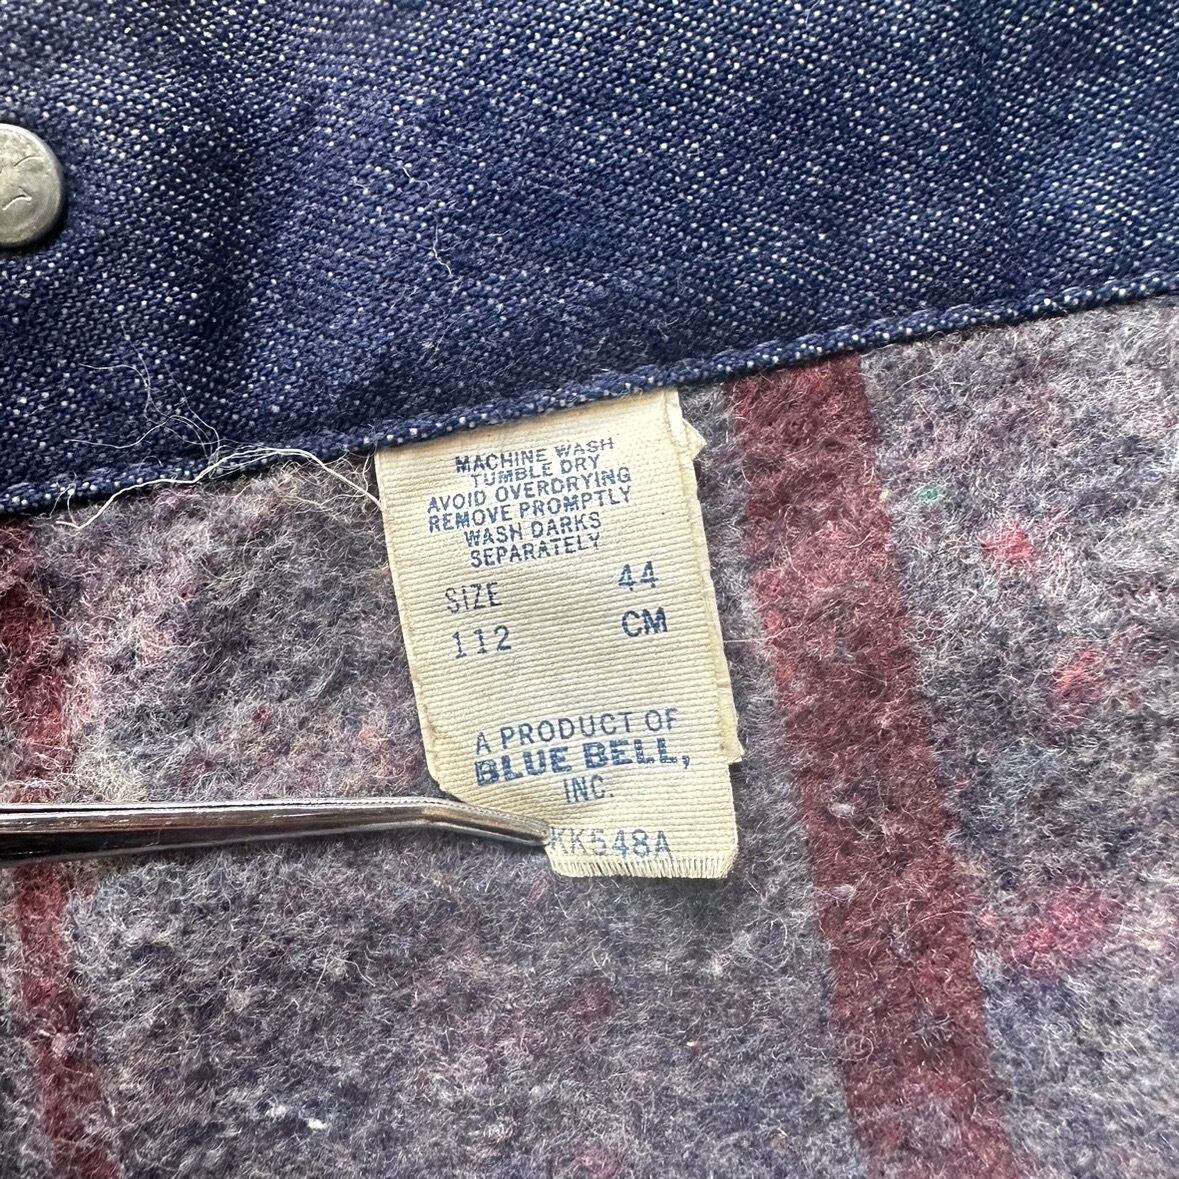 MACHINE WASH
TUMBLE DRY
AVOID OVERDRYING
REMOVE PROMPTLY
WASH DARKS
SEPARATELY
SIZE 44
112 CM
A PRODUCT OF
BLUE BELL,
INC.
KK548A